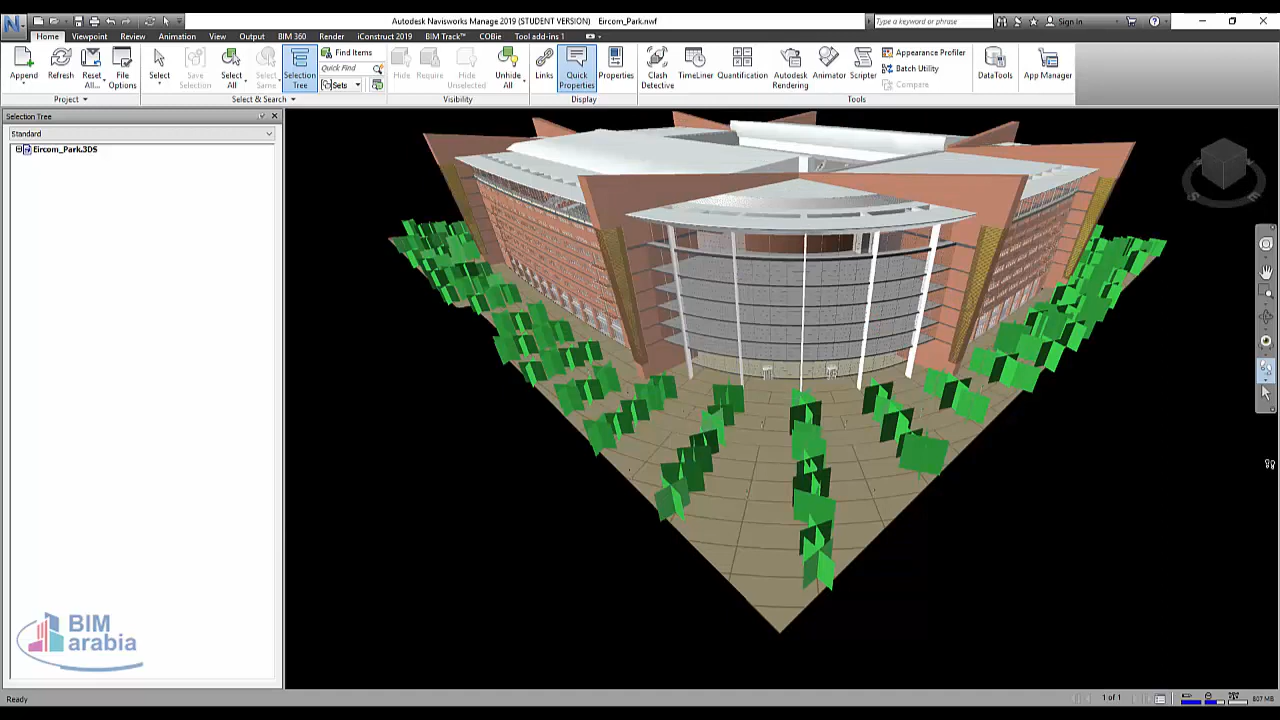 Autodesk Navisworks Manage 2019 (STUDENT VERSION) Eircom_Park.nwf
Type a keyword or phrase
Sign In
Home Viewpoint Review Animation View Output BIM 360 Render iConstruct 2019 BIM Track™ COBie Tool add-ins 1
Append
Refresh
Reset All...
File Options
Project
Select
Save Selection
Select All
Select Same
Selection Tree
Find Items
Quick Find
Sets
Select & Search
Hide
Require
Hide Unselected
Unhide All
Visibility
Links
Quick Properties
Properties
Display
Clash Detective
TimeLiner
Quantification
Autodesk Rendering
Animator
Scripter
Appearance Profiler
Batch Utility
Compare
Tools
DataTools
App Manager
Selection Tree
Standard
Eircom_Park.3DS
S
E
BIM
arabia
Ready
1 of 1
807 MB